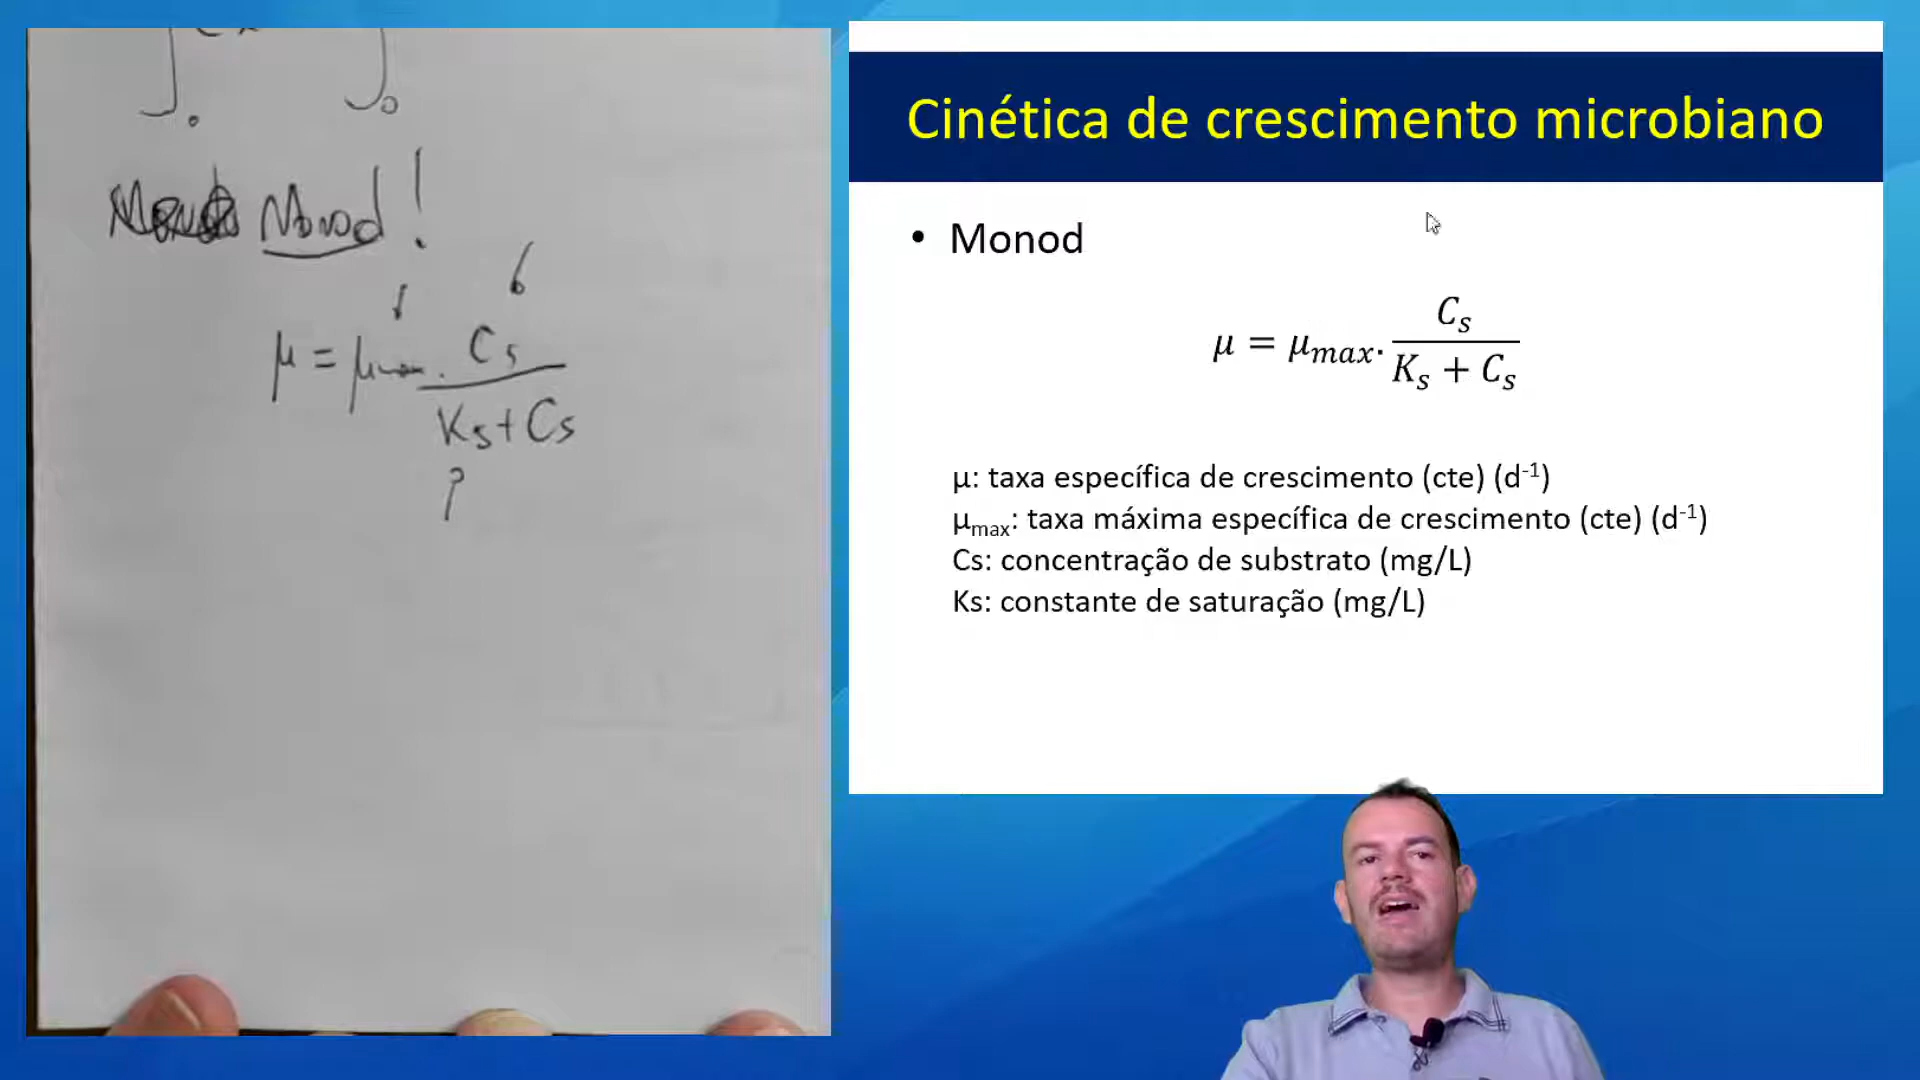 Monod !
μ = μmax . Cs
Ks + Cs
Cinética de crescimento microbiano
• Monod
μ = μmax. Cs
Ks + Cs
μ: taxa específica de crescimento (cte) (d-1)
μmax: taxa máxima específica de crescimento (cte) (d-1)
Cs: concentração de substrato (mg/L)
Ks: constante de saturação (mg/L)